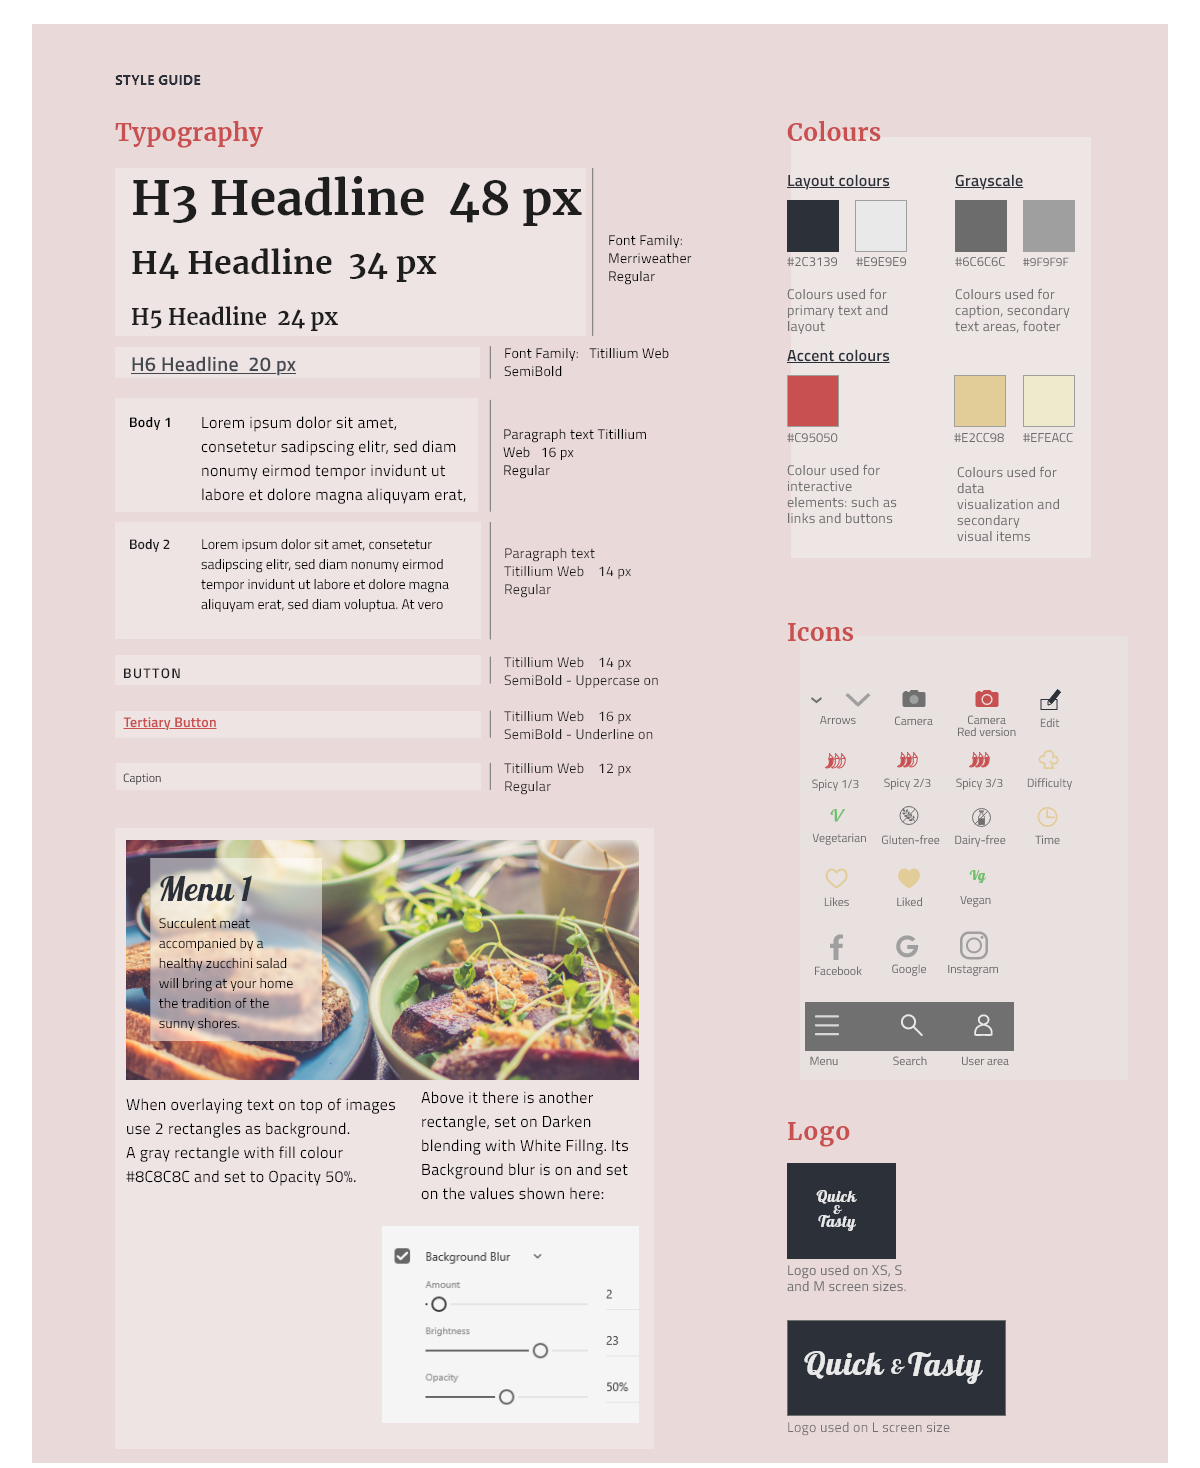 STYLE GUIDE
Typography
H3 Headline 48 px
H4 Headline 34 px
H5 Headline 24 px
Font Family:
Merriweather
Regular
H6 Headline 20 px
Font Family: Titillium Web
SemiBold
Body 1
Lorem ipsum dolor sit amet,
consetetur sadipscing elitr, sed diam
nonumy eirmod tempor invidunt ut
labore et dolore magna aliquyam erat,
Paragraph text Titillium
Web 16 px
Regular
Body 2
Lorem ipsum dolor sit amet, consetetur
sadipscing elitr, sed diam nonumy eirmod
tempor invidunt ut labore et dolore magna
aliquyam erat, sed diam voluptua. At vero
Paragraph text
Titillium Web 14 px
Regular
BUTTON
Titillium Web 14 px
SemiBold - Uppercase on
Tertiary Button
Titillium Web 16 px
SemiBold - Underline on
Caption
Titillium Web 12 px
Regular
Menu 1
Succulent meat
accompanied by a
healthy zucchini salad
will bring at your home
the tradition of the
sunny shores.
When overlaying text on top of images
use 2 rectangles as background.
A gray rectangle with fill colour
#8C8C8C and set to Opacity 50%.
Above it there is another
rectangle, set on Darken
blending with White Fillng. Its
Background blur is on and set
on the values shown here:
Background Blur
Amount
2
Brightness
23
Opacity
50%
Colours
Layout colours
#2C3139 #E9E9E9
Colours used for
primary text and
layout
Grayscale
#6C6C6C #9F9F9F
Colours used for
caption, secondary
text areas, footer
Accent colours
#C95050
Colour used for
interactive
elements: such as
links and buttons
#E2CC98 #EFEACC
Colours used for
data
visualization and
secondary
visual items
Icons
Arrows
Camera
Camera
Red version
Edit
Spicy 1/3 Spicy 2/3 Spicy 3/3 Difficulty
V
Vegetarian Gluten-free Dairy-free Time
Vg
Likes Liked Vegan
Facebook Google Instagram
Menu Search User area
Logo
Quick
&
Tasty
Logo used on XS, S
and M screen sizes.
Quick & Tasty
Logo used on L screen size